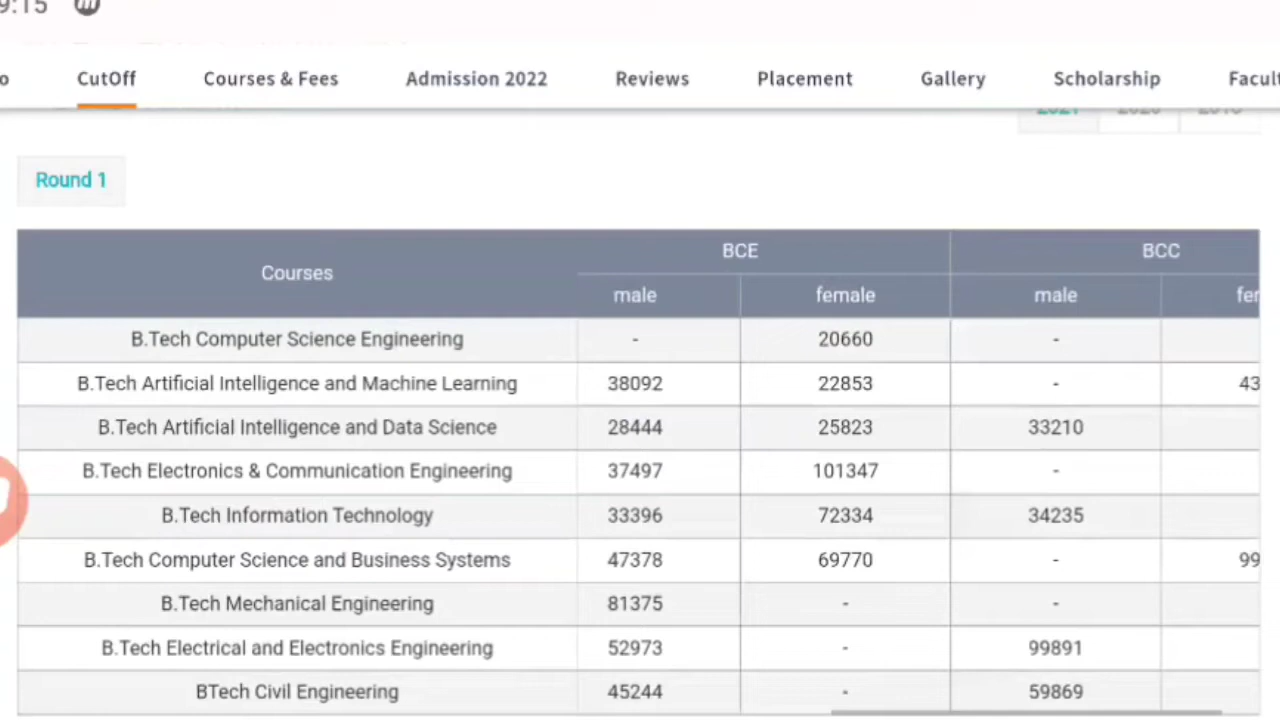 9:15
CutOff Courses & Fees Admission 2022 Reviews Placement Gallery Scholarship
2021 2020
Round 1
Courses BCE BCC
male female male
B.Tech Computer Science Engineering - 20660 -
B.Tech Artificial Intelligence and Machine Learning 38092 22853 - 43
B.Tech Artificial Intelligence and Data Science 28444 25823 33210
B.Tech Electronics & Communication Engineering 37497 101347 -
B.Tech Information Technology 33396 72334 34235
B.Tech Computer Science and Business Systems 47378 69770 - 99
B.Tech Mechanical Engineering 81375 - -
B.Tech Electrical and Electronics Engineering 52973 - 99891
BTech Civil Engineering 45244 - 59869